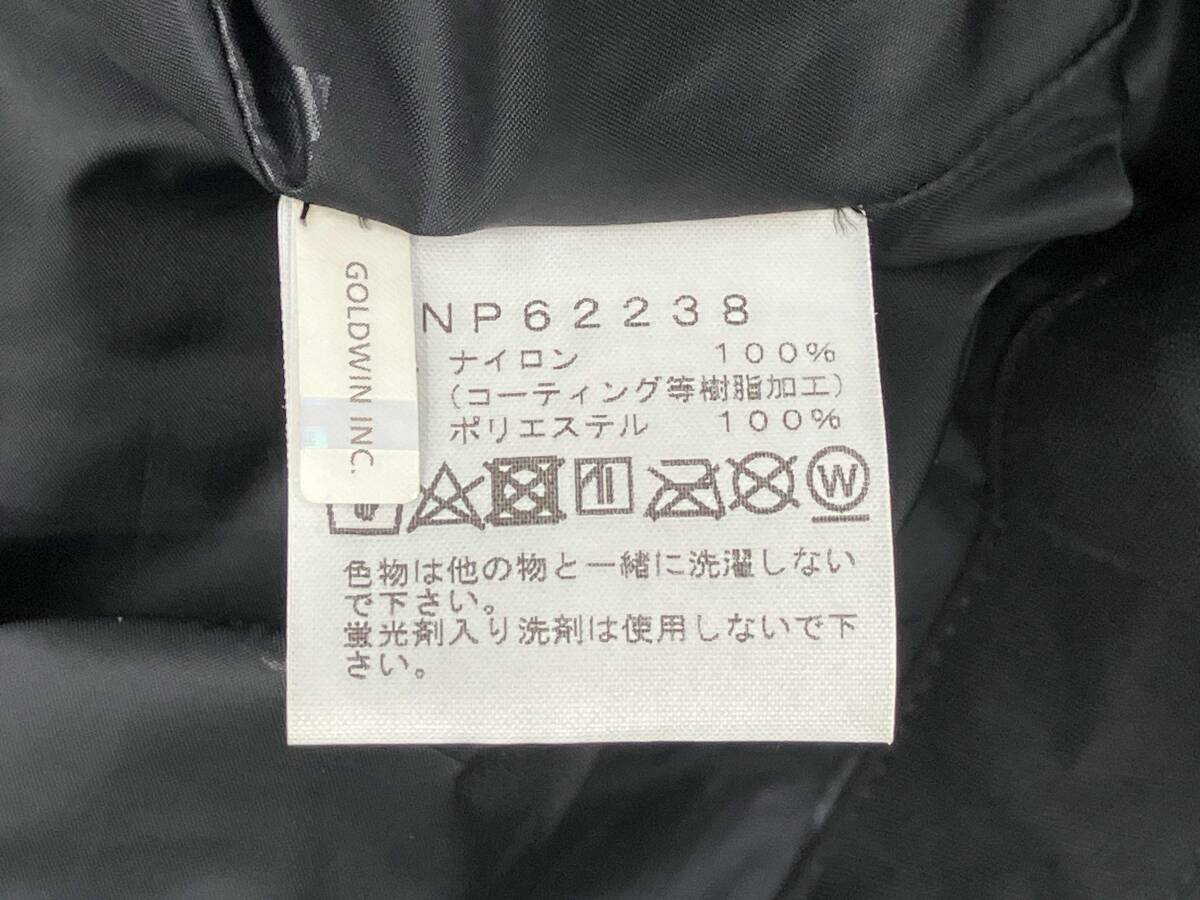 GOLDWIN INC.
NP62238
ナイロン 100%
(コーティング等樹脂加工)
ポリエステル 100%
W
色物は他の物と一緒に洗濯しない
で下さい。
蛍光剤入り洗剤は使用しないで下
さい。